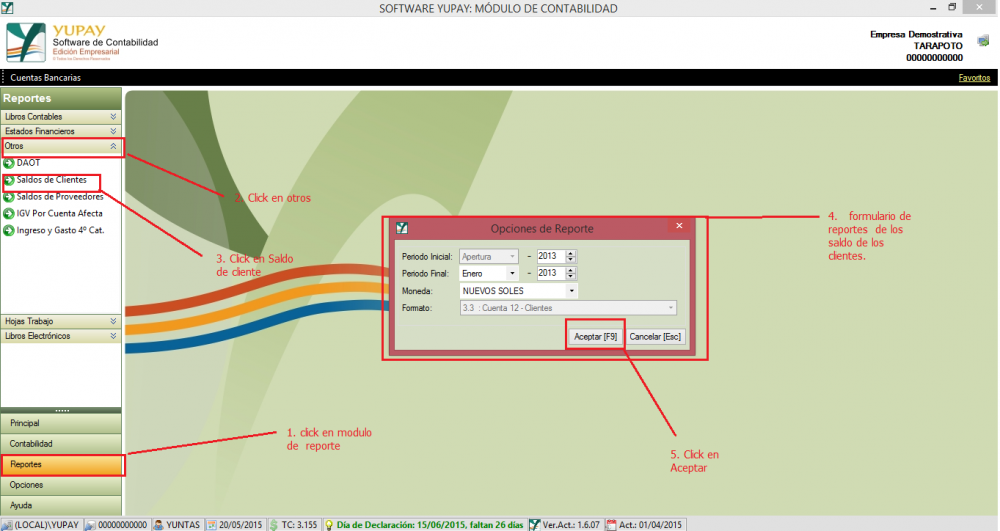 SOFTWARE YUPAY: MÓDULO DE CONTABILIDAD
YUPAY
Software de Contabilidad
Edición Empresarial
© Todos los Derechos Reservados
Empresa Demostrativa
TARAPOTO
00000000000
Cuentas Bancarias
Favoritos
Reportes
Libros Contables
Estados Financieros
Otros
DAOT
Saldos de Clientes
Saldos de Proveedores
IGV Por Cuenta Afecta
Ingreso y Gasto 4º Cat.
Hojas Trabajo
Libros Electrónicos
Principal
Contabilidad
Reportes
Opciones
Ayuda
2. Click en otros
3. Click en Saldo
de cliente
1. click en modulo
de reporte
Opciones de Reporte
Periodo Inicial: Apertura - 2013
Periodo Final: Enero - 2013
Moneda: NUEVOS SOLES
Formato: 3.3 : Cuenta 12 - Clientes
Aceptar [F9] Cancelar [Esc]
4. formulario de
reportes de los
saldo de los
clientes.
5. Click en
Aceptar
(LOCAL)\YUPAY 00000000000 YUNTAS 20/05/2015 TC: 3.155 Día de Declaración: 15/06/2015, faltan 26 días Ver.Act.: 1.6.07 Act.: 01/04/2015